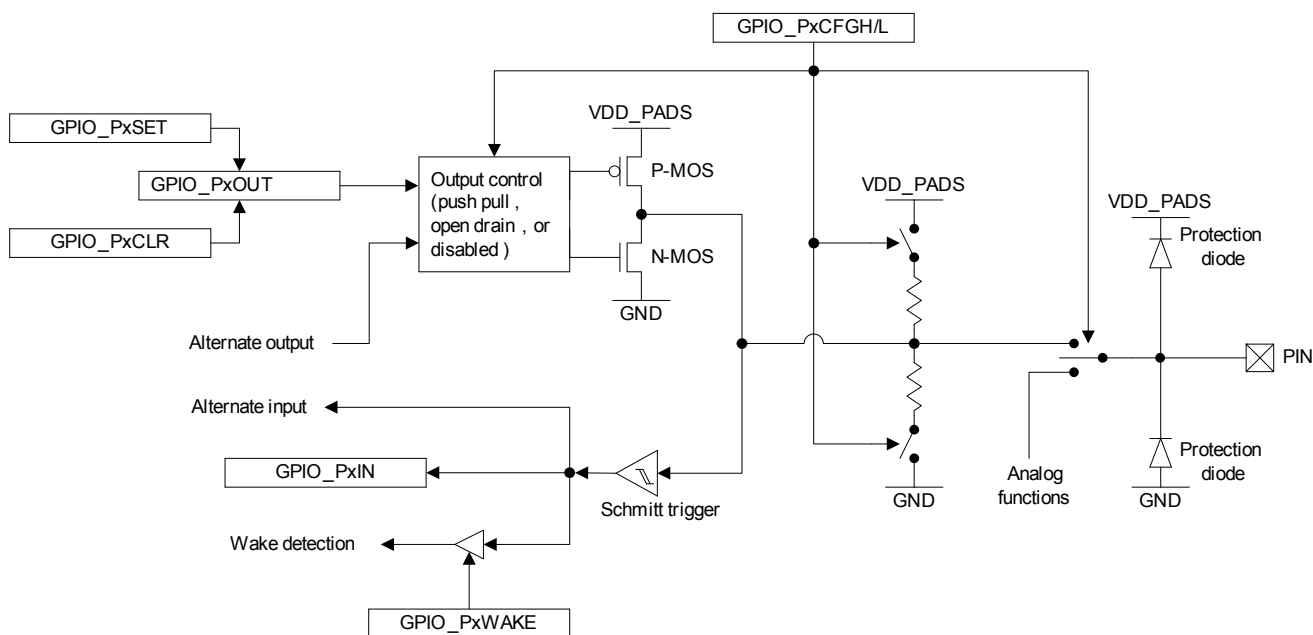 GPIO_PxCFGH/L
VDD_PADS
GPIO_PxSET
P-MOS
GPIO_PxOUT
Output control
(push pull ,
open drain , or
disabled )
VDD_PADS
VDD_PADS
GPIO_PxCLR
N-MOS
Protection
diode
GND
Alternate output
PIN
Alternate input
GPIO_PxIN
Schmitt trigger
Analog
functions
GND
Protection
diode
GND
Wake detection
GPIO_PxWAKE